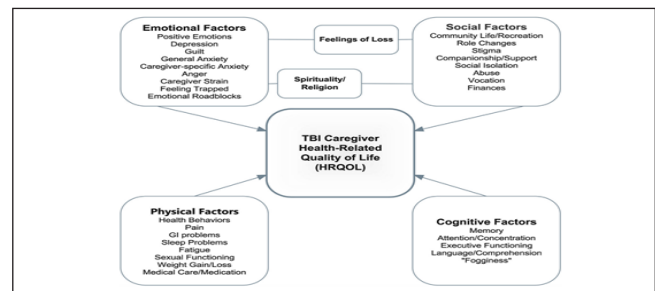 Emotional Factors
Positive Emotions
Depression
Guilt
General Anxiety
Caregiver-specific Anxiety
Anger
Caregiver Strain
Feeling Trapped
Emotional Roadblocks
Feelings of Loss
Spirituality/
Religion
Social Factors
Community Life/Recreation
Role Changes
Stigma
Companionship/Support
Social Isolation
Abuse
Vocation
Finances
TBI Caregiver
Health-Related
Quality of Life
(HRQOL)
Physical Factors
Health Behaviors
Pain
GI problems
Sleep Problems
Fatigue
Sexual Functioning
Weight Gain/Loss
Medical Care/Medication
Cognitive Factors
Memory
Attention/Concentration
Executive Functioning
Language/Comprehension
"Fogginess"